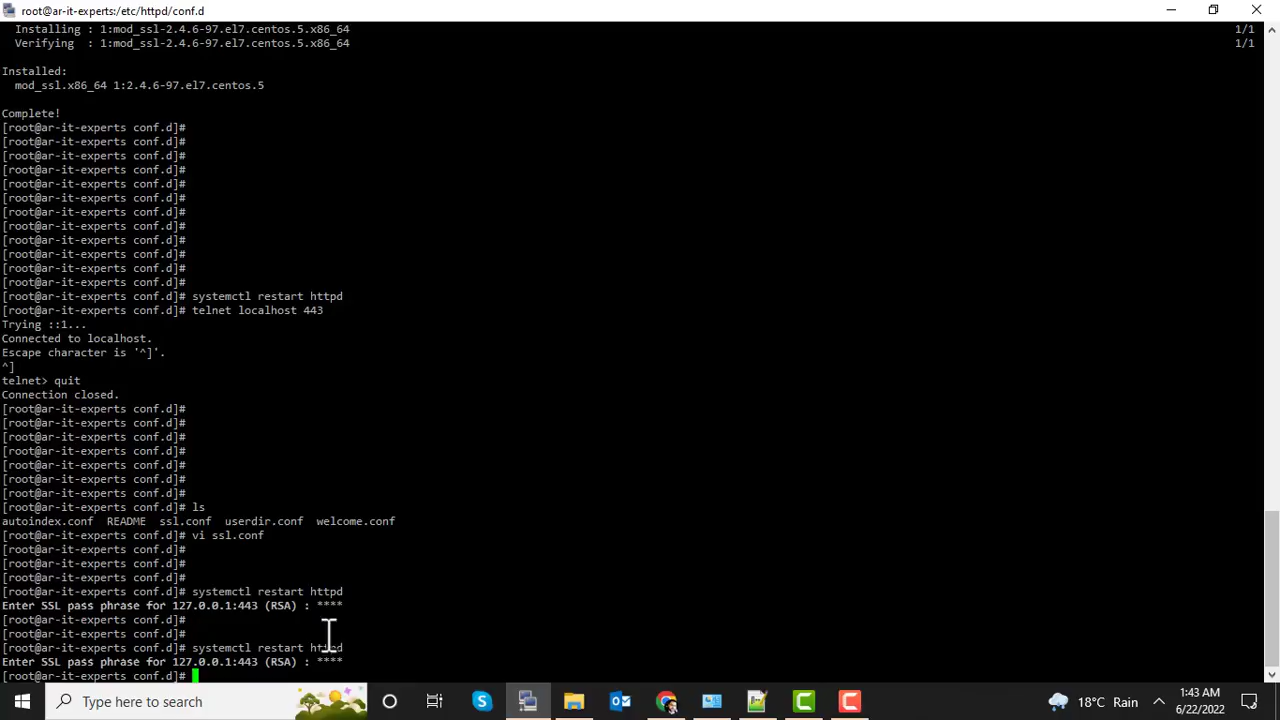 root@ar-it-experts:/etc/httpd/conf.d
Installing : 1:mod_ssl-2.4.6-97.el7.centos.5.x86_64 1/1
Verifying : 1:mod_ssl-2.4.6-97.el7.centos.5.x86_64 1/1
Installed:
mod_ssl.x86_64 1:2.4.6-97.el7.centos.5
Complete!
[root@ar-it-experts conf.d]#
[root@ar-it-experts conf.d]#
[root@ar-it-experts conf.d]#
[root@ar-it-experts conf.d]#
[root@ar-it-experts conf.d]#
[root@ar-it-experts conf.d]#
[root@ar-it-experts conf.d]#
[root@ar-it-experts conf.d]#
[root@ar-it-experts conf.d]#
[root@ar-it-experts conf.d]#
[root@ar-it-experts conf.d]#
[root@ar-it-experts conf.d]#
[root@ar-it-experts conf.d]# systemctl restart httpd
[root@ar-it-experts conf.d]# telnet localhost 443
Trying ::1...
Connected to localhost.
Escape character is '^]'.
^]
telnet> quit
Connection closed.
[root@ar-it-experts conf.d]#
[root@ar-it-experts conf.d]#
[root@ar-it-experts conf.d]#
[root@ar-it-experts conf.d]#
[root@ar-it-experts conf.d]#
[root@ar-it-experts conf.d]#
[root@ar-it-experts conf.d]#
[root@ar-it-experts conf.d]# ls
autoindex.conf README ssl.conf userdir.conf welcome.conf
[root@ar-it-experts conf.d]# vi ssl.conf
[root@ar-it-experts conf.d]#
[root@ar-it-experts conf.d]#
[root@ar-it-experts conf.d]#
[root@ar-it-experts conf.d]# systemctl restart httpd
Enter SSL pass phrase for 127.0.0.1:443 (RSA) : ****
[root@ar-it-experts conf.d]#
[root@ar-it-experts conf.d]#
[root@ar-it-experts conf.d]# systemctl restart httpd
Enter SSL pass phrase for 127.0.0.1:443 (RSA) : ****
[root@ar-it-experts conf.d]#
Type here to search
18°C Rain
1:43 AM
6/22/2022